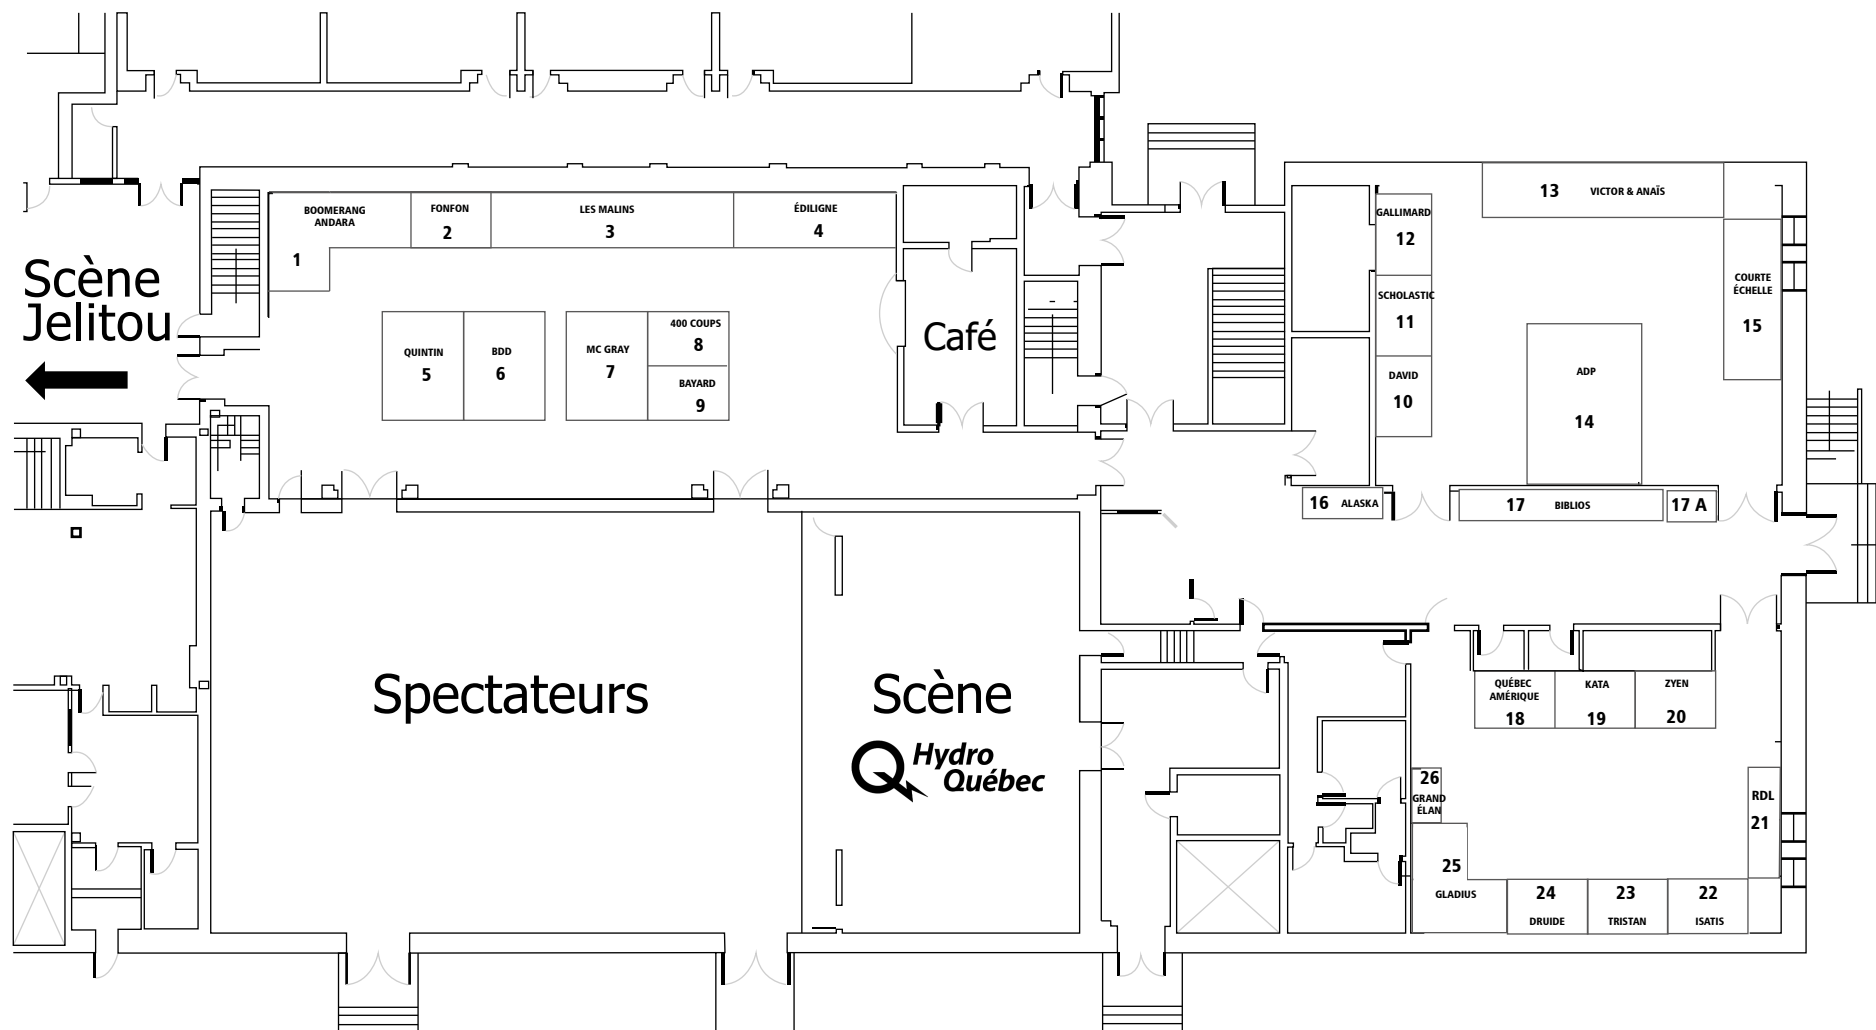 Scène
Jelitou
BOOMERANG
ANDARA
1
FONFON
2
LES MALINS
3
ÉDILIGNE
4
QUINTIN
5
BDD
6
MC GRAY
7
400 COUPS
8
BAYARD
9
Café
GALLIMARD
12
SCHOLASTIC
11
DAVID
10
13 VICTOR & ANAÏS
COURTE
ÉCHELLE
15
ADP
14
16 ALASKA
17 BIBLIOS
17 A
Spectateurs
Scène
Hydro
Québec
QUÉBEC
AMÉRIQUE
18
KATA
19
ZYEN
20
RDL
21
26
GRAND
ÉLAN
25
GLADIUS
24
DRUIDE
23
TRISTAN
22
ISATIS